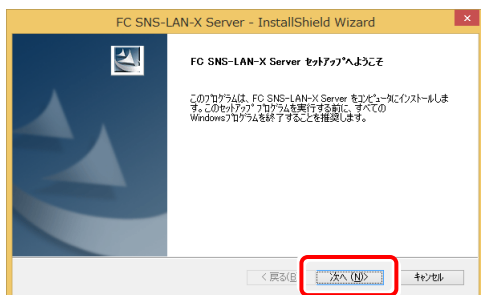 FC SNS-LAN-X Server - InstallShield Wizard
FC SNS-LAN-X Server ｾｯﾄｱｯﾌﾟへようこそ
このﾌﾟﾛｸﾞﾗﾑは、FC SNS-LAN-X Server をｺﾝﾋﾟｭｰﾀにｲﾝｽﾄｰﾙしま
す。このｾｯﾄｱｯﾌﾟ ﾌﾟﾛｸﾞﾗﾑを実行する前に、すべての
Windowsﾌﾟﾛｸﾞﾗﾑを終了することを推奨します。
< 戻る(B 次へ (N)> ｷｬﾝｾﾙ